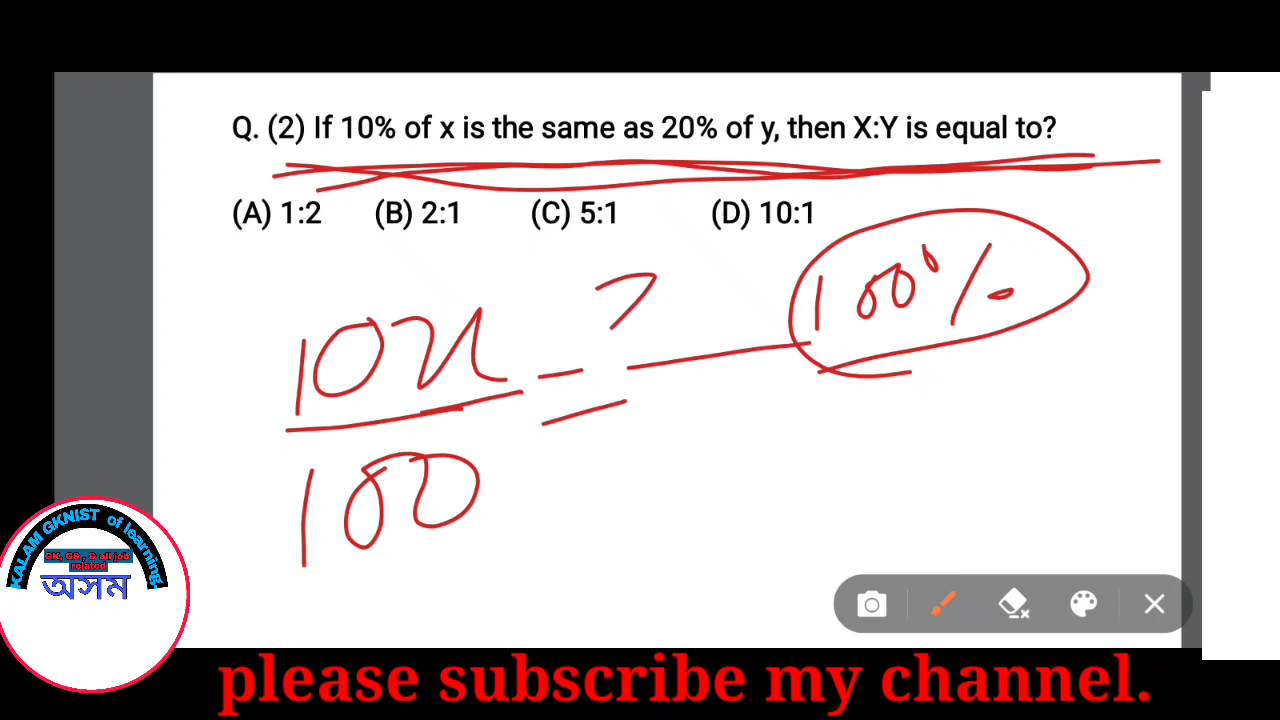 Q. (2) If 10% of x is the same as 20% of y, then X:Y is equal to?
(A) 1:2 (B) 2:1 (C) 5:1 (D) 10:1
100%
10x
=
100
KALAM GKNIST of learning
GK, GS, & all job
related
অসম
please subscribe my channel.